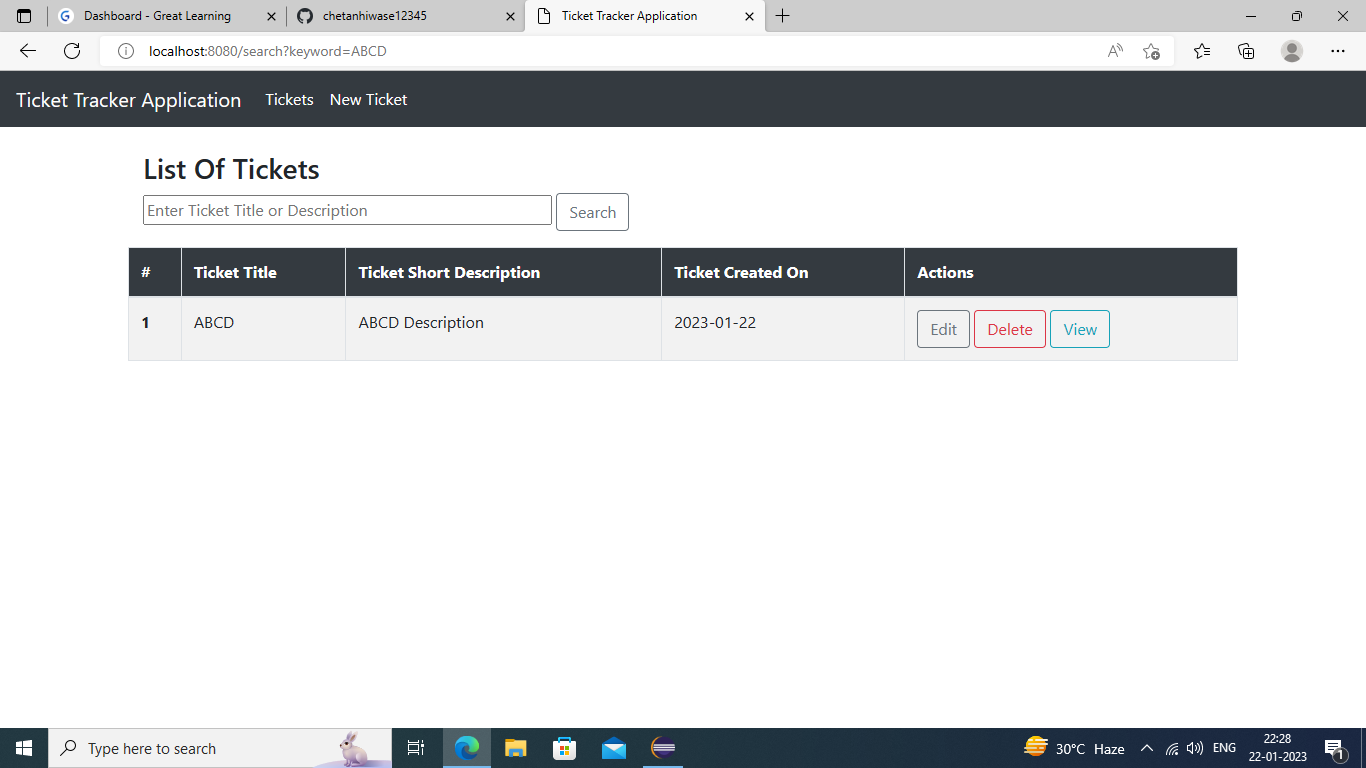 Dashboard - Great Learning
chetanhiwase12345
Ticket Tracker Application
localhost:8080/search?keyword=ABCD
Ticket Tracker Application Tickets New Ticket
List Of Tickets
Enter Ticket Title or Description Search
# Ticket Title Ticket Short Description Ticket Created On Actions
1 ABCD ABCD Description 2023-01-22 Edit Delete View
Type here to search
30°C Haze
ENG
22:28
22-01-2023
1